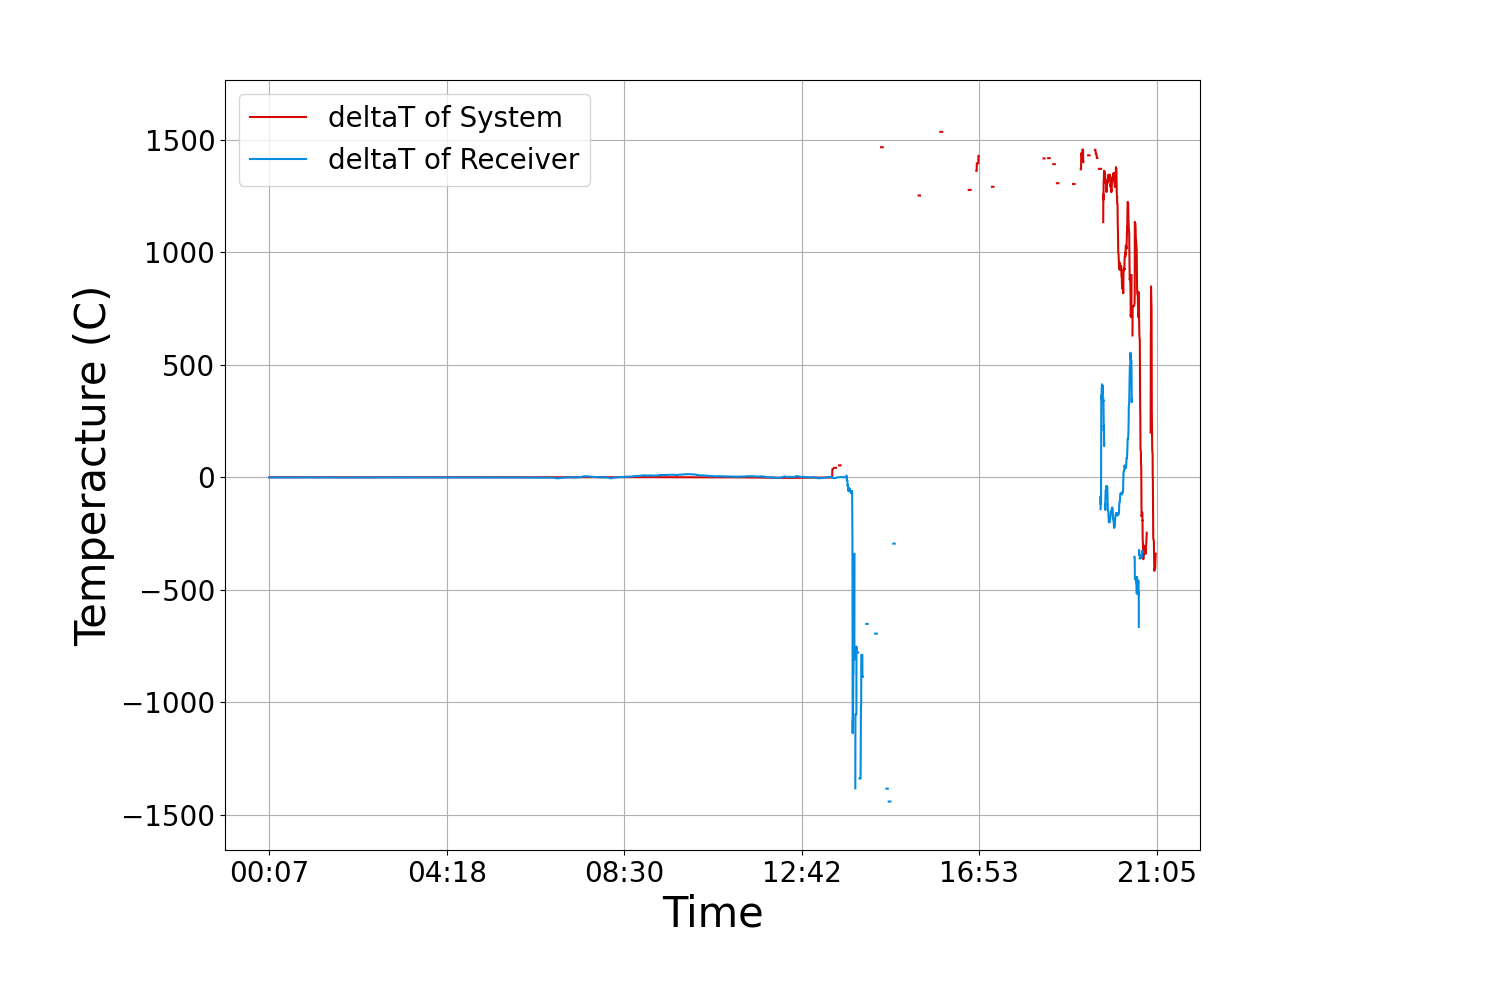 deltaT of System
deltaT of Receiver
1500
1000
500
0
−500
−1000
−1500
Temperacture (C)
00:07 04:18 08:30 12:42 16:53 21:05
Time